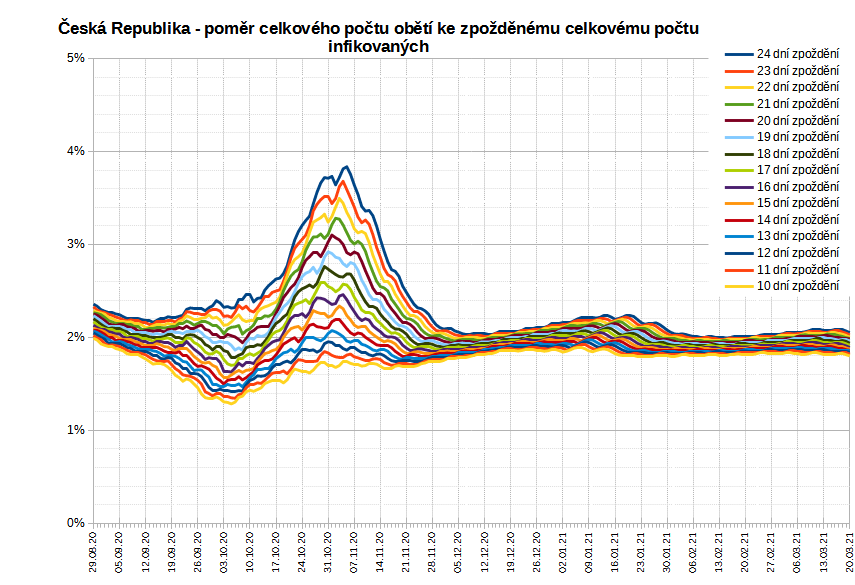 Česká Republika - poměr celkového počtu obětí ke zpožděnému celkovému počtu
infikovaných
5%
4%
3%
2%
1%
0%
24 dní zpoždění
23 dní zpoždění
22 dní zpoždění
21 dní zpoždění
20 dní zpoždění
19 dní zpoždění
18 dní zpoždění
17 dní zpoždění
16 dní zpoždění
15 dní zpoždění
14 dní zpoždění
13 dní zpoždění
12 dní zpoždění
11 dní zpoždění
10 dní zpoždění
29.08.20
05.09.20
12.09.20
19.09.20
26.09.20
03.10.20
10.10.20
17.10.20
24.10.20
31.10.20
07.11.20
14.11.20
21.11.20
28.11.20
05.12.20
12.12.20
19.12.20
26.12.20
02.01.21
09.01.21
16.01.21
23.01.21
30.01.21
06.02.21
13.02.21
20.02.21
27.02.21
06.03.21
13.03.21
20.03.21